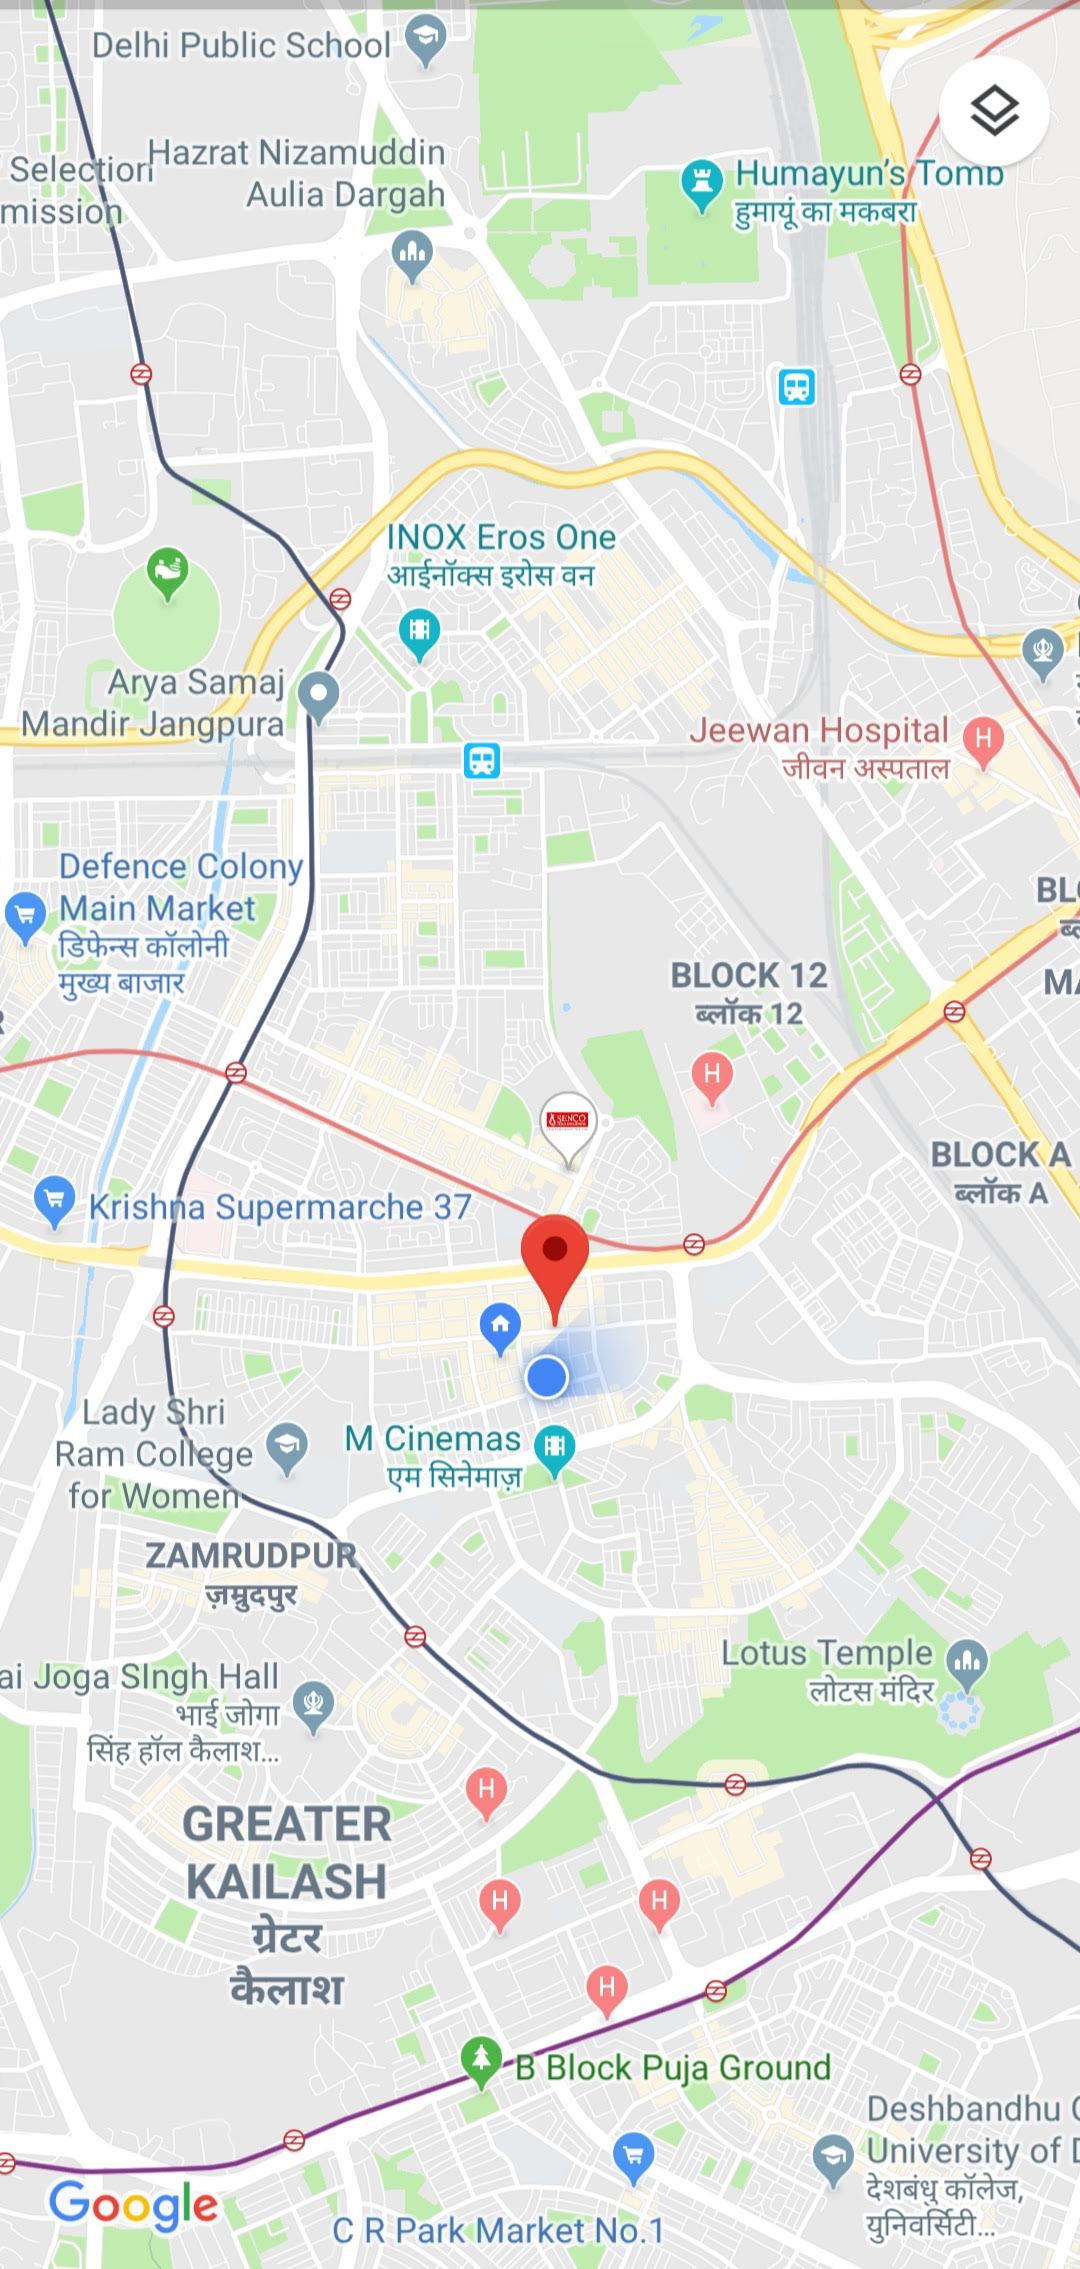 Delhi Public School
Selection
mission
Hazrat Nizamuddin
Aulia Dargah
Humayun's Tomb
हुमायूं का मकबरा
INOX Eros One
आईनॉक्स इरोस वन
Arya Samaj
Mandir Jangpura
Jeewan Hospital
जीवन अस्पताल
H
Defence Colony
Main Market
डिफेन्स कॉलोनी
मुख्य बाजार
BLOCK 12
ब्लॉक 12
H
SENCO
BLOCK A
ब्लॉक A
Krishna Supermarche 37
Lady Shri
Ram College
for Women
M Cinemas
एम सिनेमाज़
ZAMRUDPUR
ज़म्रुदपुर
Lotus Temple
लोटस मंदिर
ai Joga SIngh Hall
भाई जोगा
सिंह हॉल कैलाश...
H
GREATER
KAILASH
ग्रेटर
कैलाश
H
H
H
B Block Puja Ground
Deshbandhu
University of
देशबंधु कॉलेज,
युनिवर्सिटी...
Google
C R Park Market No.1